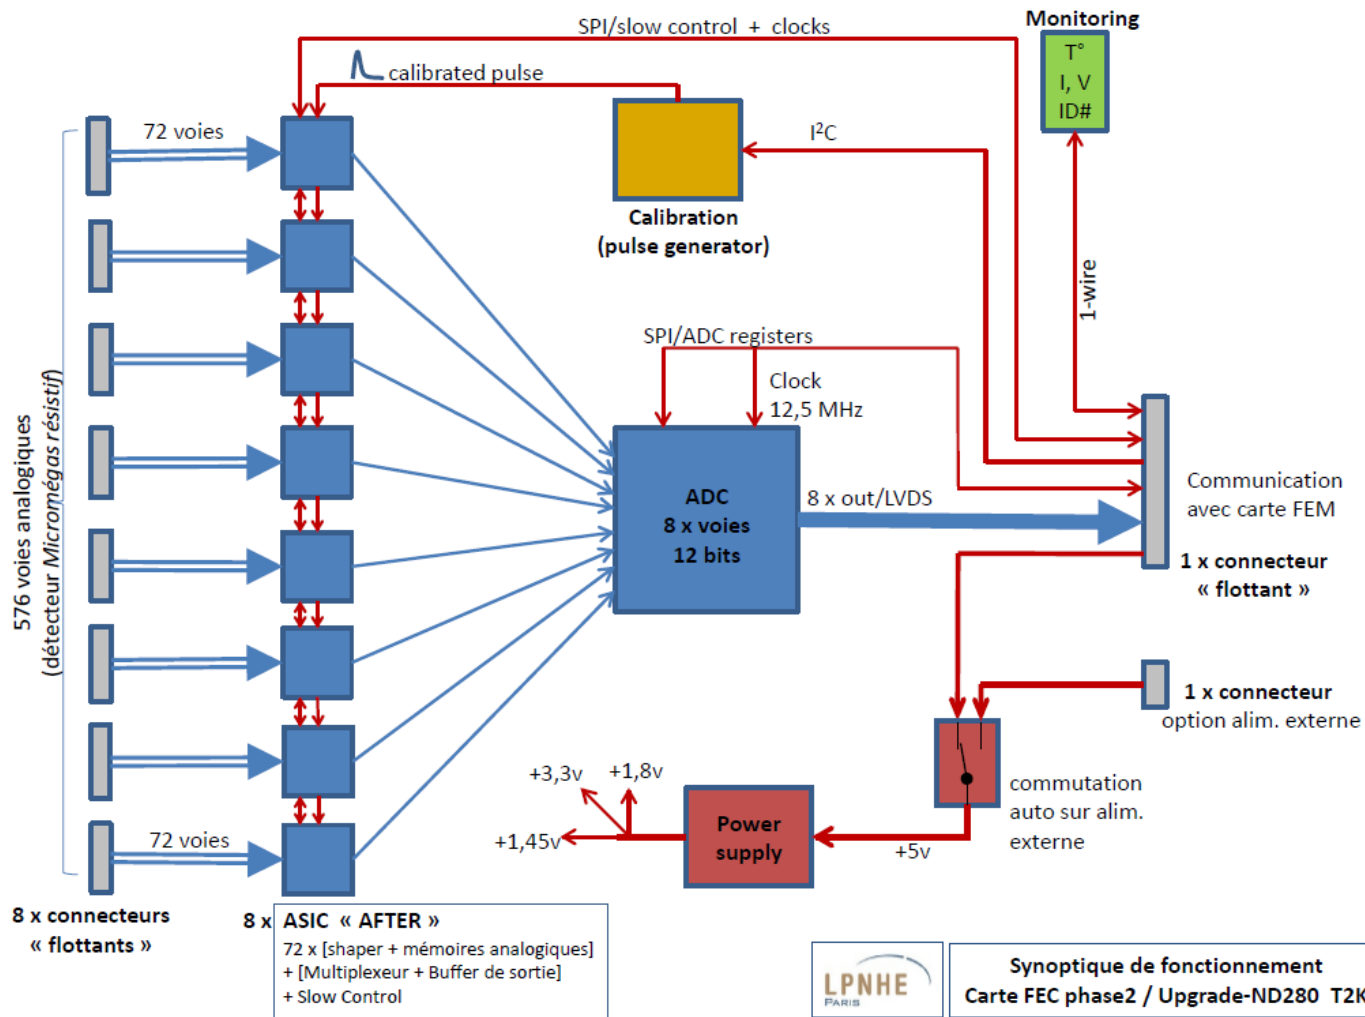 SPI/slow control + clocks
Monitoring
T°
I, V
ID#
calibrated pulse
72 voies
I²C
Calibration
(pulse generator)
1-wire
SPI/ADC registers
Clock
12,5 MHz
576 voies analogiques
(détecteur Micromégas résistif)
ADC
8 x voies
12 bits
8 x out/LVDS
Communication
avec carte FEM
1 x connecteur
« flottant »
1 x connecteur
option alim. externe
+3,3v
+1,8v
+1,45v
Power
supply
+5v
commutation
auto sur alim.
externe
72 voies
8 x connecteurs
« flottants »
8 x ASIC « AFTER »
72 x [shaper + mémoires analogiques]
+ [Multiplexeur + Buffer de sortie]
+ Slow Control
LPNHE
PARIS
Synoptique de fonctionnement
Carte FEC phase2 / Upgrade-ND280 T2K